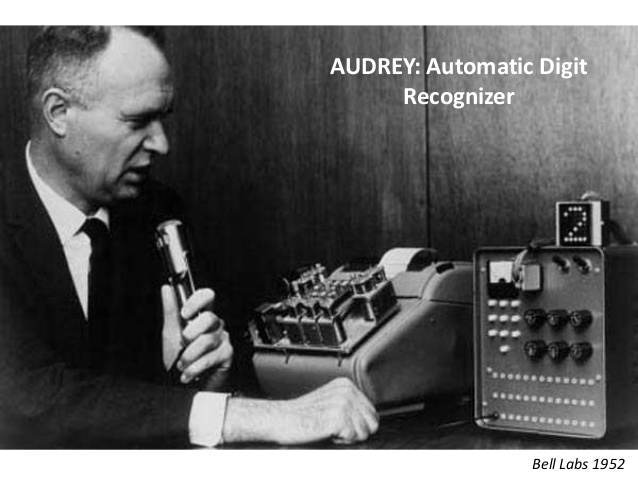 AUDREY: Automatic Digit
Recognizer
2
Bell Labs 1952